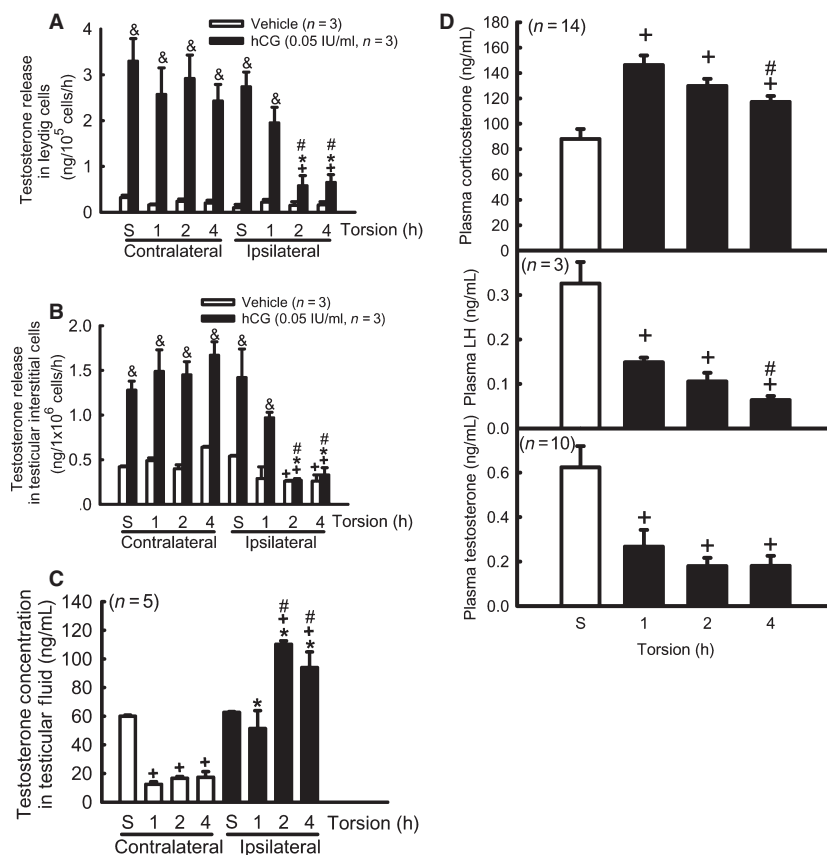 A
Vehicle (n = 3)
hCG (0.05 IU/ml, n = 3)
Testosterone release
in leydig cells
(ng/10⁵ cells/h)
4
3
2
1
0
& & & & & & # * + # * +
S 1 2 4 S 1 2 4 Torsion (h)
Contralateral Ipsilateral
B
Vehicle (n = 3)
hCG (0.05 IU/ml, n = 3)
Testosterone release
in testicular interstitial cells
(ng/1x10⁶ cells/h)
2.0
1.5
1.0
.5
.0
& & & & & & + # * + + # * +
S 1 2 4 S 1 2 4 Torsion (h)
Contralateral Ipsilateral
C
(n = 5)
Testosterone concentration
in testicular fluid (ng/mL)
140
120
100
80
60
40
20
0
+ + + * # + * # + *
S 1 2 4 S 1 2 4 Torsion (h)
Contralateral Ipsilateral
D
(n = 14)
Plasma corticosterone (ng/mL)
180
160
140
120
100
80
60
40
20
0
+ + # +
(n = 3)
Plasma LH (ng/mL)
0.3
0.2
0.1
0.0
+ + # +
(n = 10)
Plasma testosterone (ng/mL)
0.6
0.4
0.2
0.0
+ + +
S 1 2 4
Torsion (h)